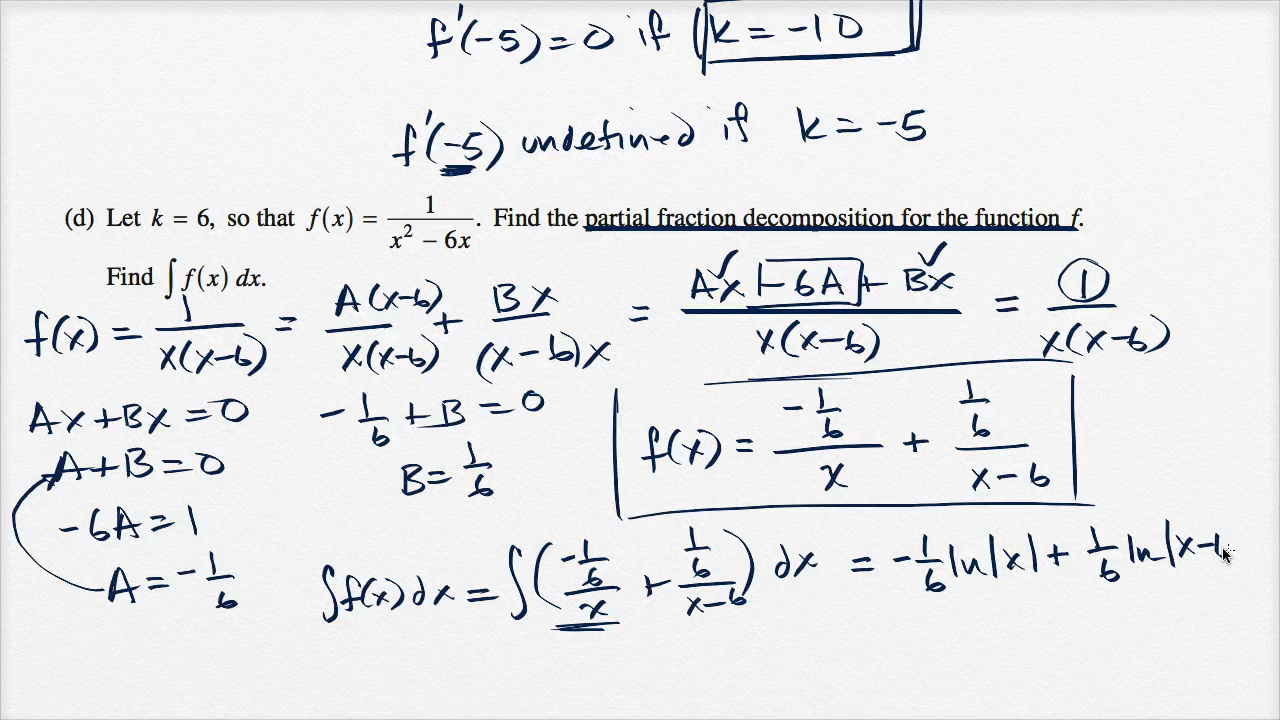 f'(-5) = 0 if k = -10
f'(-5) undefined if k = -5
(d) Let k = 6, so that f(x) = 1/(x² − 6x). Find the partial fraction decomposition for the function f.
Find ∫ f(x) dx.
f(x) = 1/(x(x-6)) = A(x-6)/(x(x-6)) + Bx/((x-6)x) = (Ax - 6A + Bx)/(x(x-6)) = 1/(x(x-6))
Ax + Bx = 0
A + B = 0
-6A = 1
A = -1/6
-1/6 + B = 0
B = 1/6
f(x) = (-1/6)/x + (1/6)/(x-6)
∫f(x)dx = ∫((-1/6)/x + (1/6)/(x-6)) dx = -1/6 ln|x| + 1/6 ln|x-6